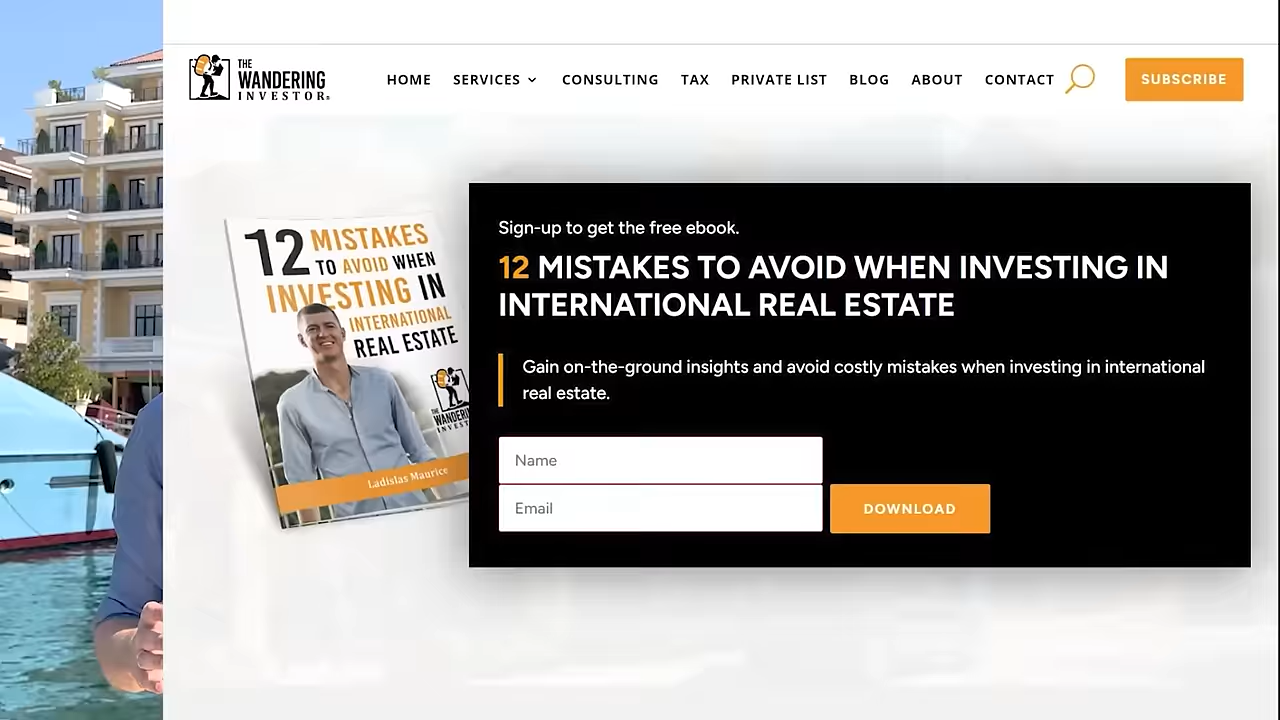 THE
WANDERING
INVESTOR®
HOME SERVICES CONSULTING TAX PRIVATE LIST BLOG ABOUT CONTACT
SUBSCRIBE
12 MISTAKES
TO AVOID WHEN
INVESTING IN
INTERNATIONAL
REAL ESTATE
THE
WANDERIN
INVEST
Ladislas Maurice
Sign-up to get the free ebook.
12 MISTAKES TO AVOID WHEN INVESTING IN
INTERNATIONAL REAL ESTATE
Gain on-the-ground insights and avoid costly mistakes when investing in international
real estate.
Name
Email
DOWNLOAD